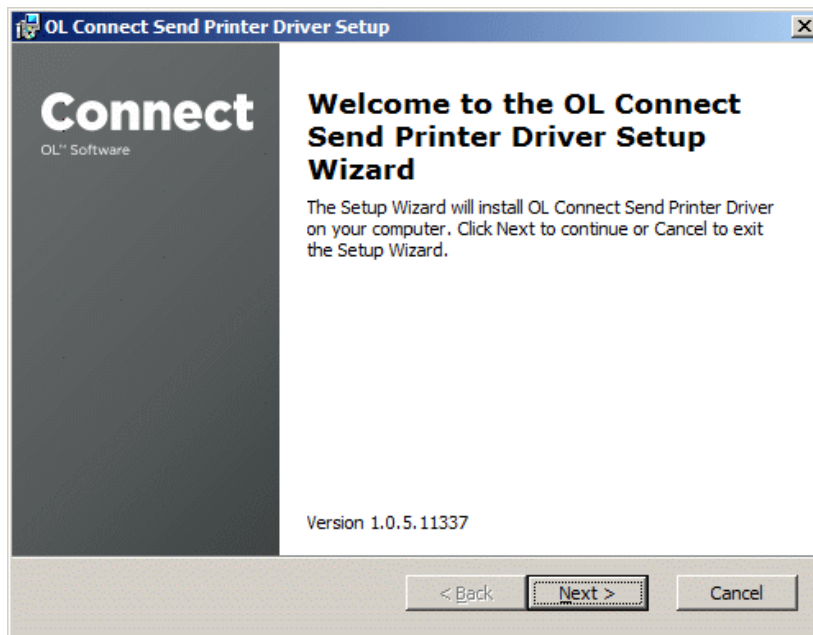 OL Connect Send Printer Driver Setup
Connect
OL™ Software
Welcome to the OL Connect
Send Printer Driver Setup
Wizard
The Setup Wizard will install OL Connect Send Printer Driver
on your computer. Click Next to continue or Cancel to exit
the Setup Wizard.
Version 1.0.5.11337
< Back Next > Cancel